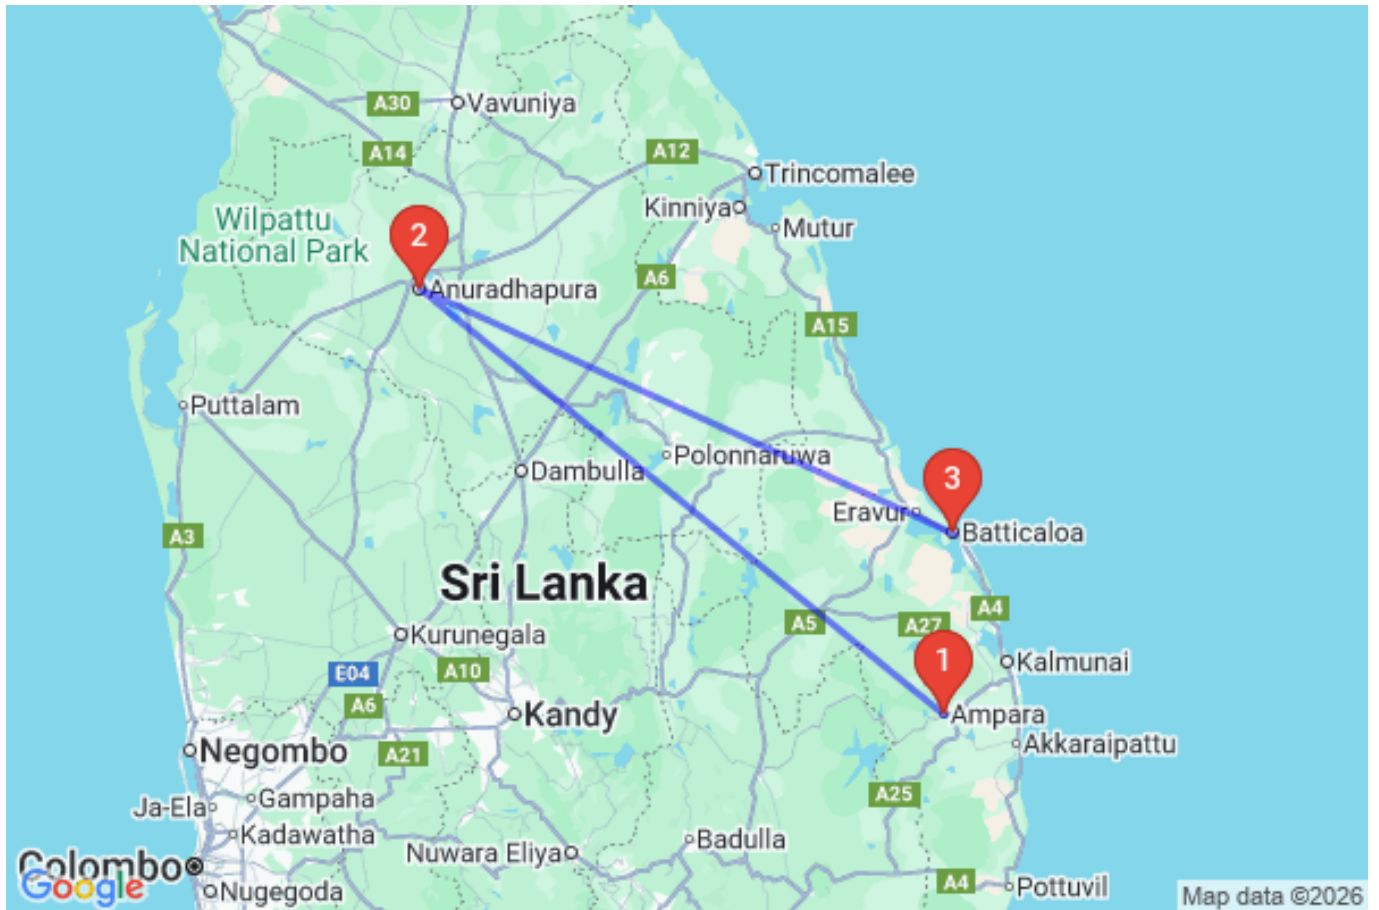 A30
Vavuniya
A14
A12
Trincomalee
Kinniya
Mutur
Wilpattu
National Park
2
Anuradhapura
A6
A15
Puttalam
Polonnaruwa
Dambulla
3
Eravur
Batticaloa
A3
Sri Lanka
A5
A27
A4
Kurunegala
1
Kalmunai
E04
A10
A6
Kandy
Ampara
Akkaraipattu
Negombo
A21
Gampaha
Ja-Ela
A25
Kadawatha
Badulla
Nuwara Eliya
Colombo
Google
Nugegoda
A4
Pottuvil
Map data ©2026